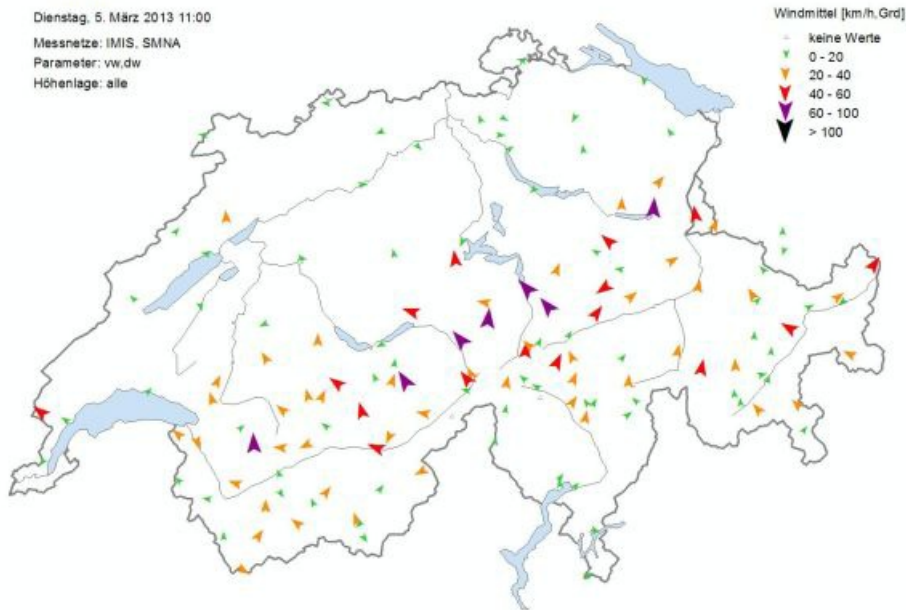 Dienstag, 5. März 2013 11:00
Messnetze: IMIS, SMNA
Parameter: vw,dw
Höhenlage: alle
Windmittel [km/h,Grd]
keine Werte
0 - 20
20 - 40
40 - 60
60 - 100
> 100